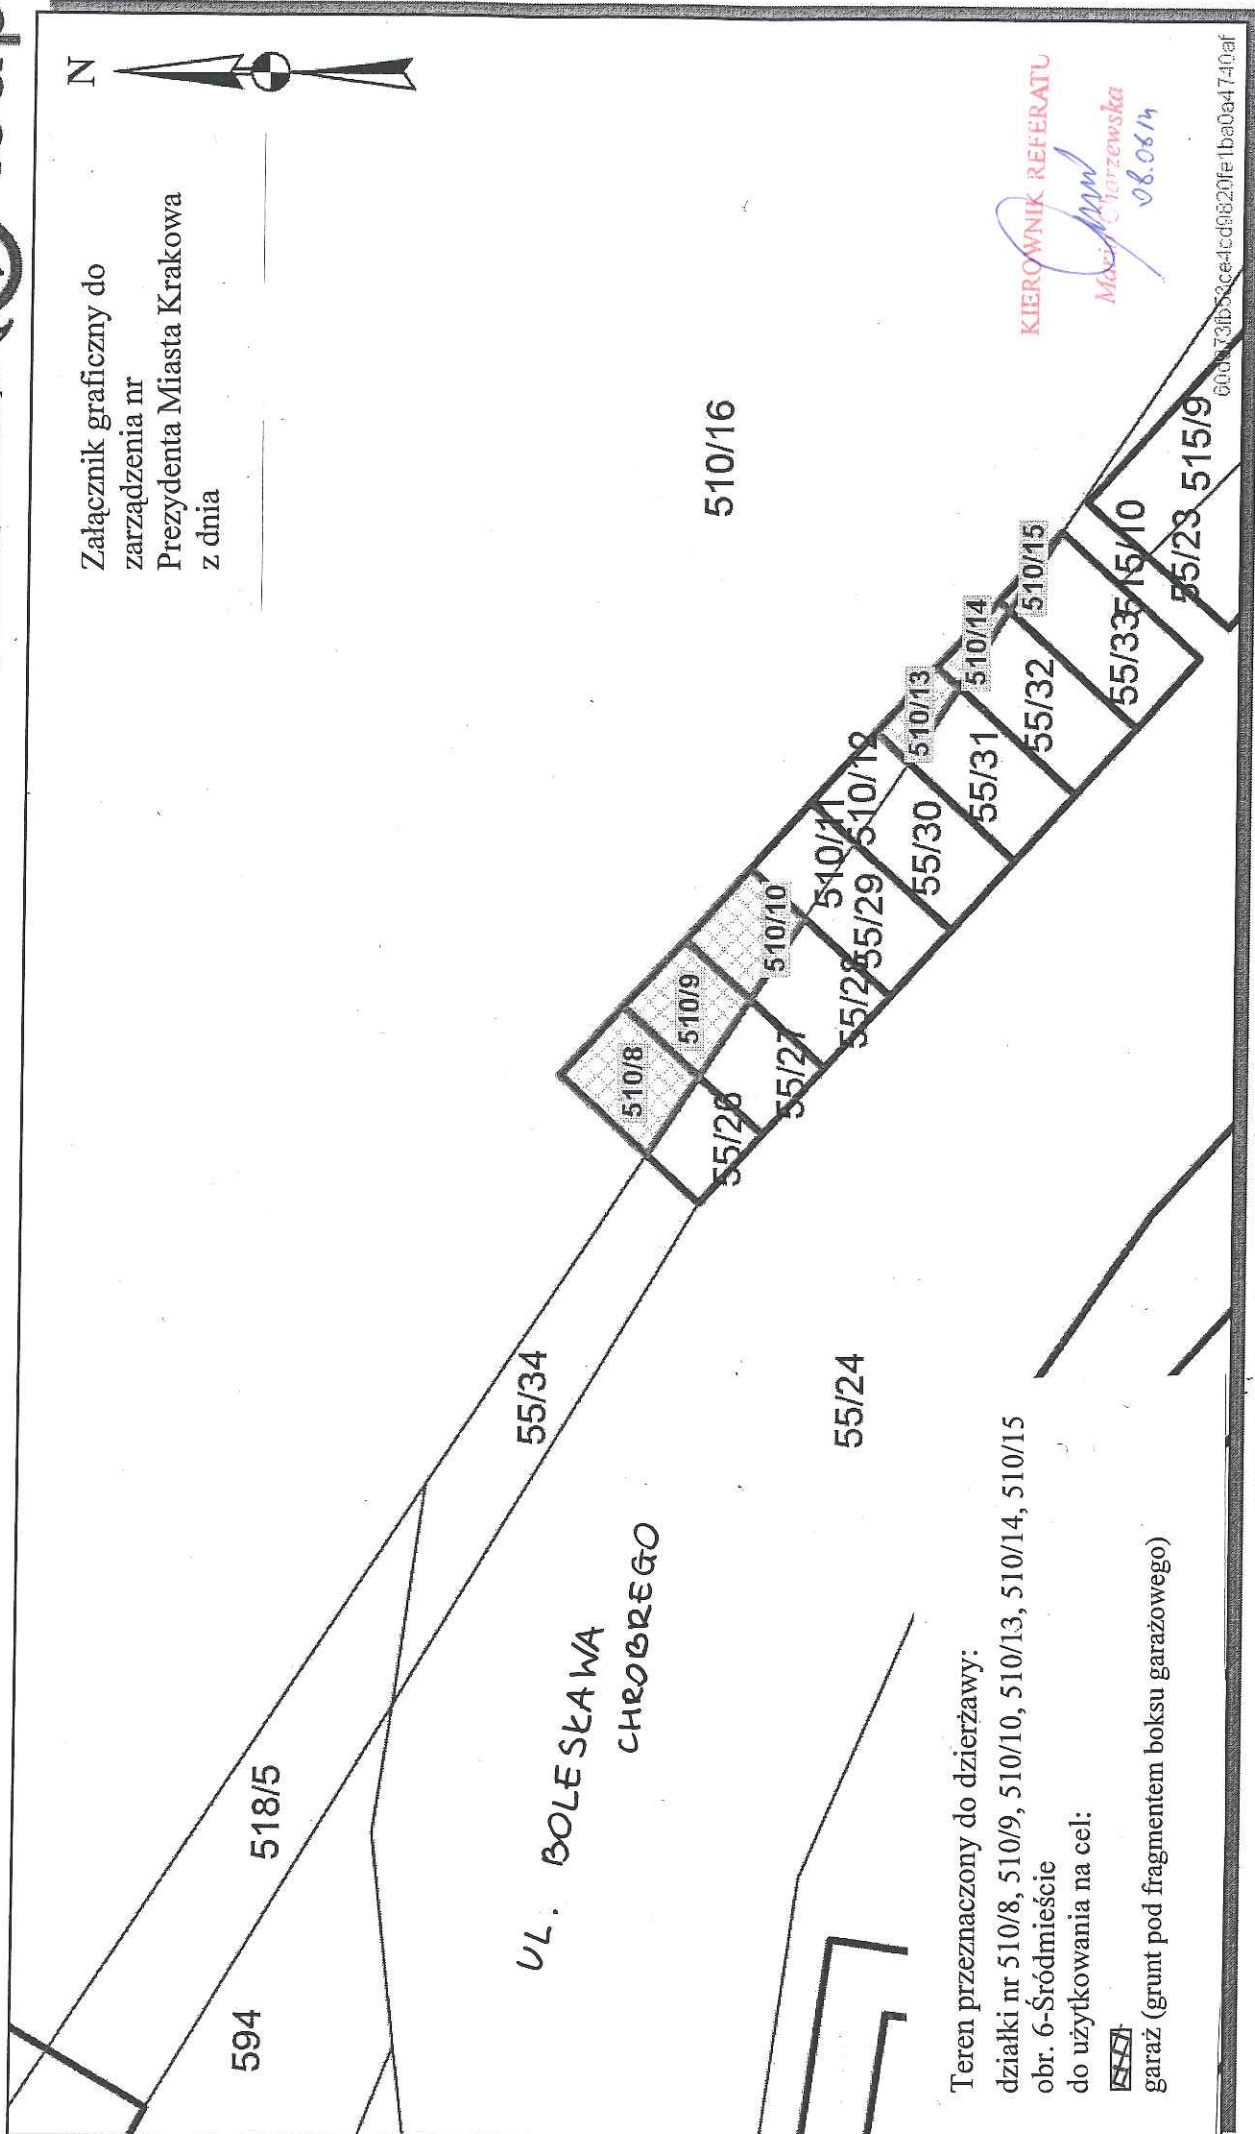 N
Załącznik graficzny do
zarządzenia nr
Prezydenta Miasta Krakowa
z dnia
510/16
594
518/5
55/34
UL. BOLESŁAWA
CHROBREGO
55/24
510/8
510/9
510/10
510/11
510/12
510/13
510/14
510/15
55/26
55/27
55/28
55/29
55/30
55/31
55/32
55/33
515/10
55/23
515/9
Teren przeznaczony do dzierżawy:
działki nr 510/8, 510/9, 510/10, 510/13, 510/14, 510/15
obr. 6-Śródmieście
do użytkowania na cel:
garaż (grunt pod fragmentem boksu garażowego)
KIEROWNIK REFERATU